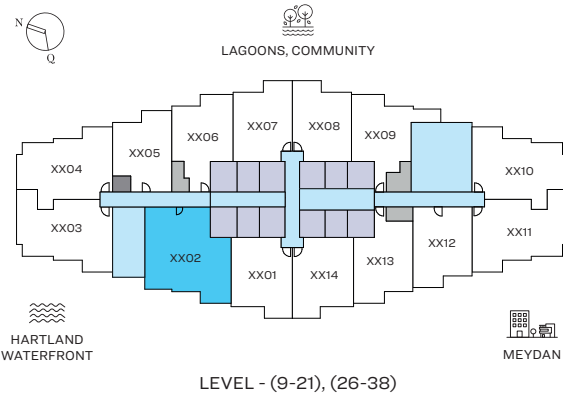 N
Q
LAGOONS, COMMUNITY
XX07
XX08
XX06
XX09
XX05
XX04
XX10
XX03
XX11
XX12
XX13
XX02
XX01
XX14
HARTLAND
WATERFRONT
MEYDAN
LEVEL - (9-21), (26-38)